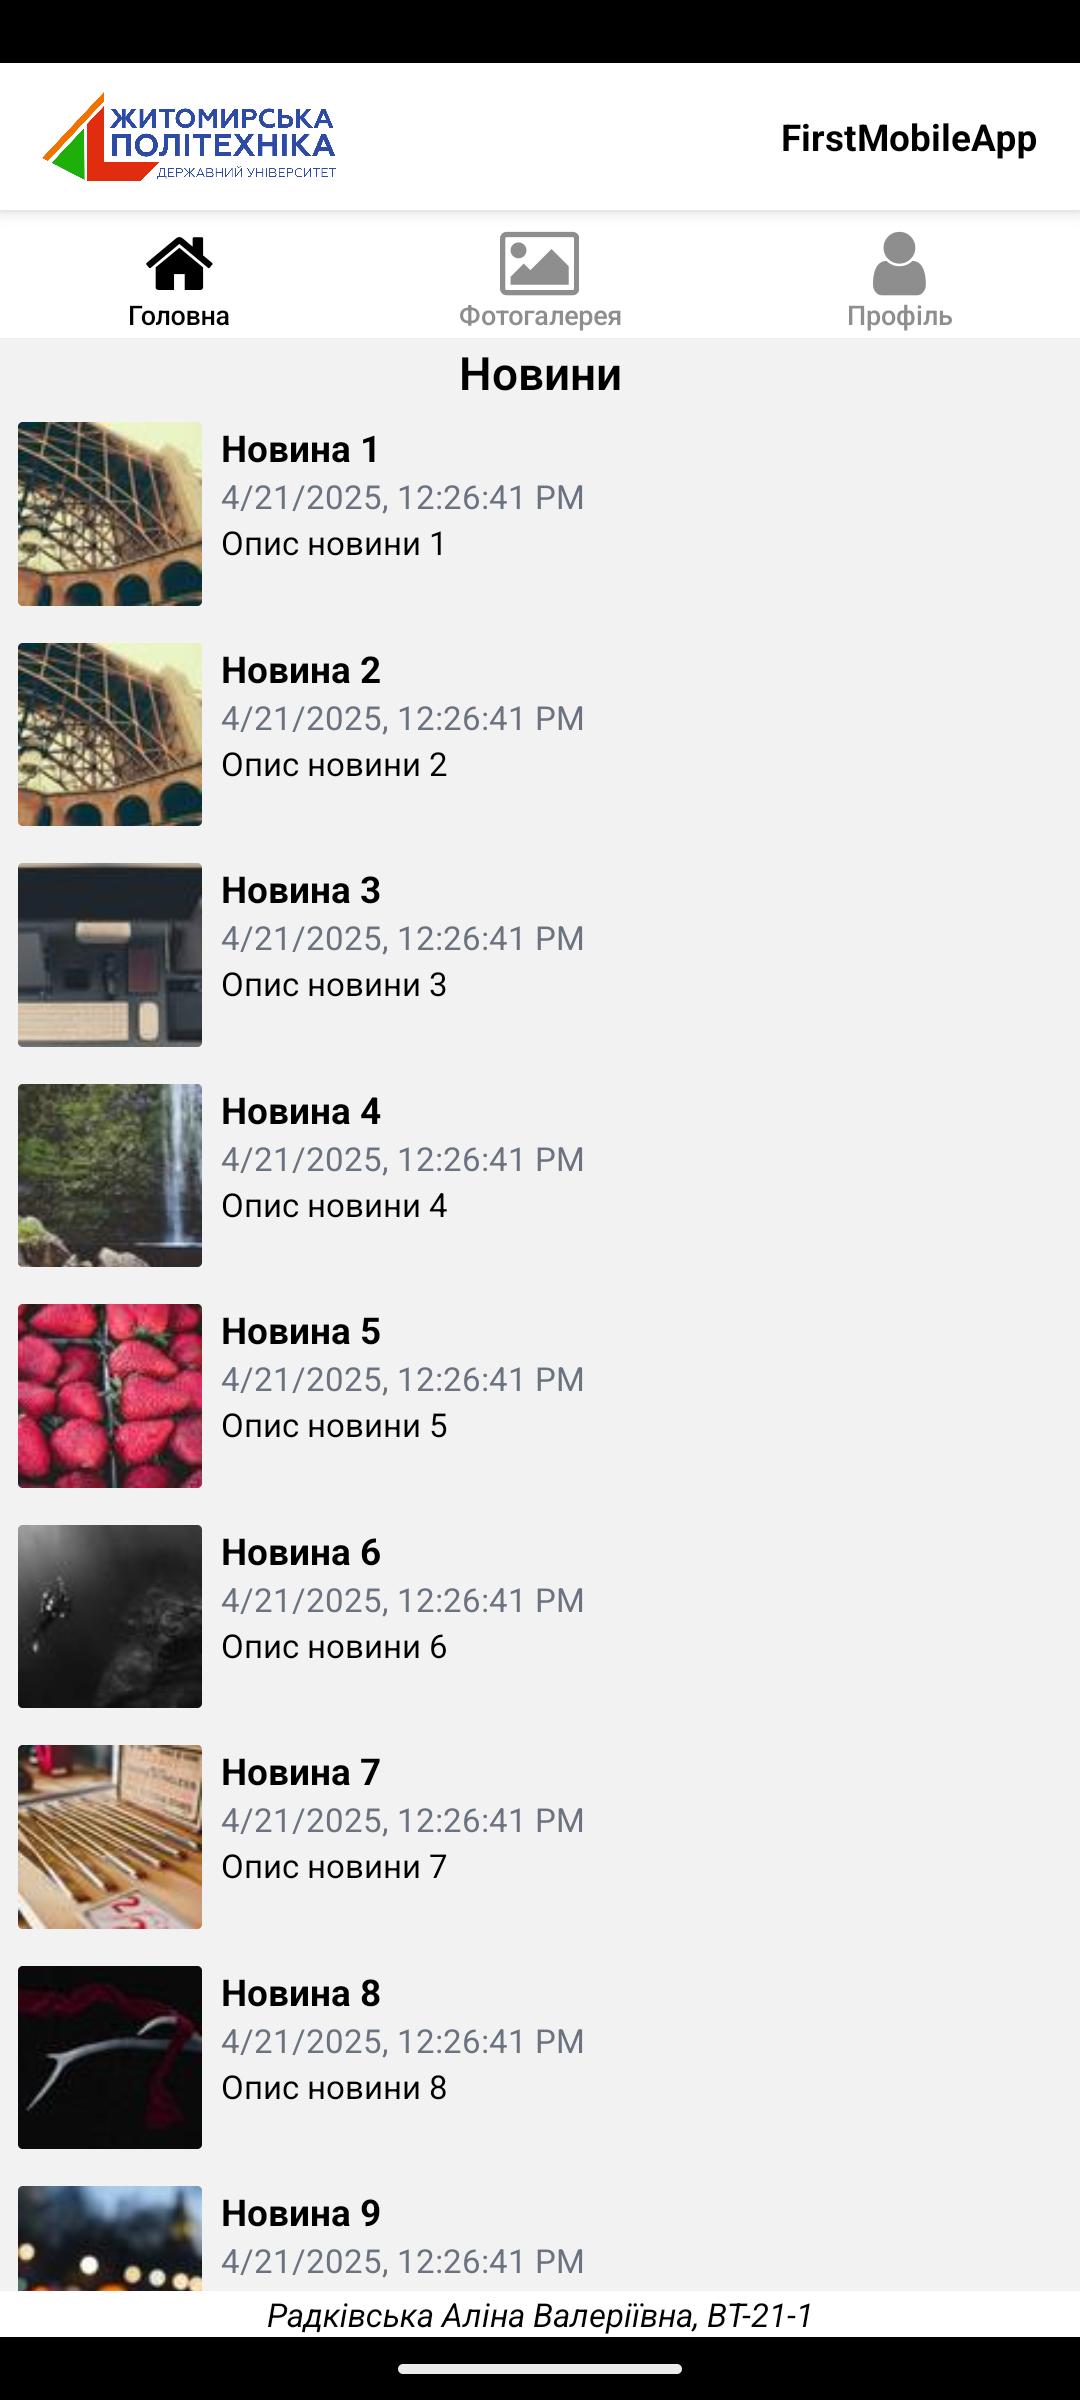 ЖИТОМИРСЬКА
ПОЛІТЕХНІКА
ДЕРЖАВНИЙ УНІВЕРСИТЕТ
FirstMobileApp
Головна
Фотогалерея
Профіль
Новини
Новина 1
4/21/2025, 12:26:41 PM
Опис новини 1
Новина 2
4/21/2025, 12:26:41 PM
Опис новини 2
Новина 3
4/21/2025, 12:26:41 PM
Опис новини 3
Новина 4
4/21/2025, 12:26:41 PM
Опис новини 4
Новина 5
4/21/2025, 12:26:41 PM
Опис новини 5
Новина 6
4/21/2025, 12:26:41 PM
Опис новини 6
Новина 7
4/21/2025, 12:26:41 PM
Опис новини 7
Новина 8
4/21/2025, 12:26:41 PM
Опис новини 8
Новина 9
4/21/2025, 12:26:41 PM
Радківська Аліна Валеріївна, ВТ-21-1